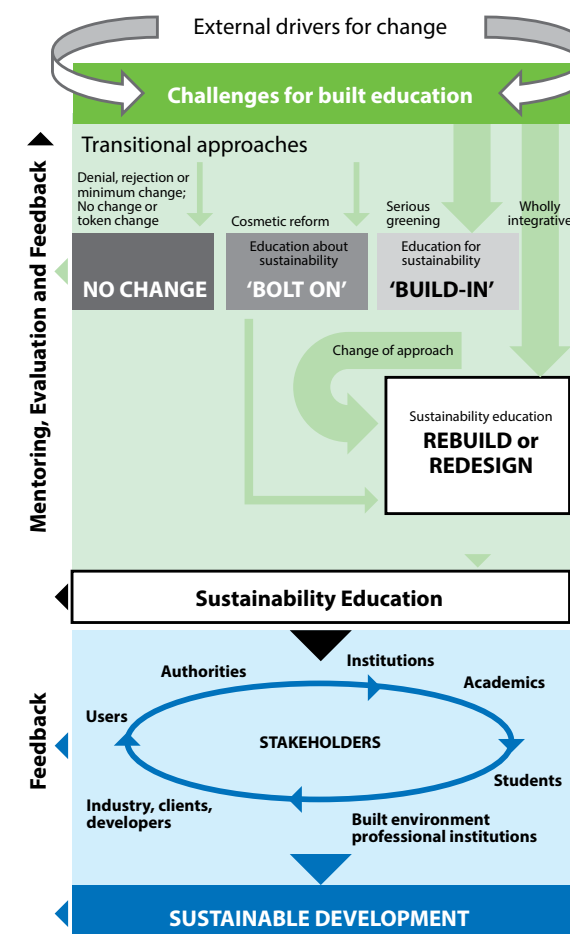 External drivers for change
Challenges for built education
Transitional approaches
Denial, rejection or
minimum change;
No change or
token change
Cosmetic reform
Serious
greening
Wholly
integrative
NO CHANGE
Education about
sustainability
'BOLT ON'
Education for
sustainability
'BUILD-IN'
Change of approach
Sustainability education
REBUILD or
REDESIGN
Mentoring, Evaluation and Feedback
Sustainability Education
Authorities
Institutions
Academics
Users
STAKEHOLDERS
Students
Industry, clients,
developers
Built environment
professional institutions
Feedback
SUSTAINABLE DEVELOPMENT